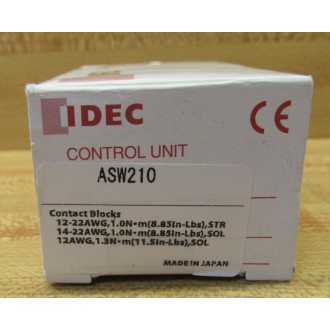 IDEC
CE
CONTROL UNIT
ASW210
Contact Blocks
12-22AWG,1.0N•m(8.85In-Lbs),STR
14-22AWG,1.0N•m(8.85In-Lbs),SOL
12AWG,1.3N•m(11.5In-Lbs),SOL
MADE IN JAPAN